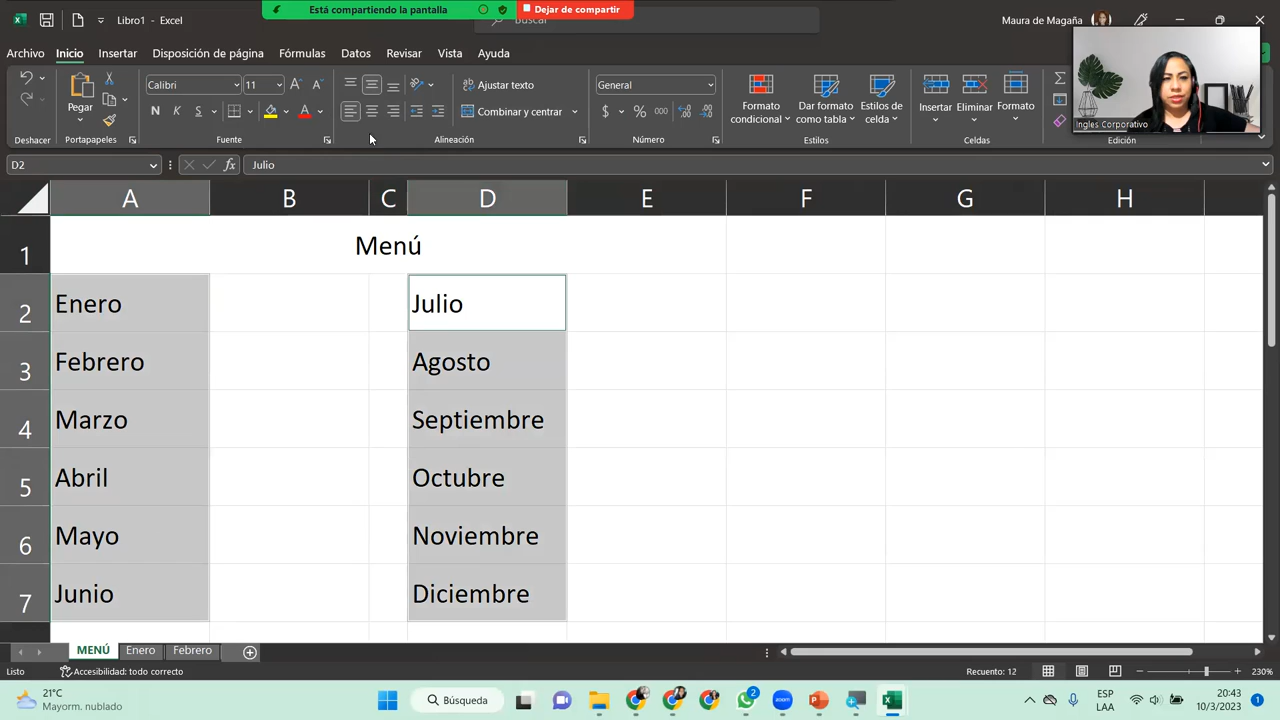 Está compartiendo la pantalla
Dejar de compartir
Libro1 - Excel
Buscar
Maura de Magaña
Archivo Inicio Insertar Disposición de página Fórmulas Datos Revisar Vista Ayuda
Calibri 11
Ajustar texto
General
Pegar
N K S
Combinar y centrar
$ % 000
Formato condicional
Dar formato como tabla
Estilos de celda
Insertar
Eliminar
Formato
Ingles Corporativo
Deshacer Portapapeles Fuente Alineación Número Estilos Celdas Edición
D2
fx
Julio
A B C D E F G H
1 Menú
2 Enero Julio
3 Febrero Agosto
4 Marzo Septiembre
5 Abril Octubre
6 Mayo Noviembre
7 Junio Diciembre
MENÚ Enero Febrero
Listo
Accesibilidad: todo correcto
Recuento: 12
230%
21°C
Mayorm. nublado
Búsqueda
2
zoom
ESP
LAA
20:43
10/3/2023
1